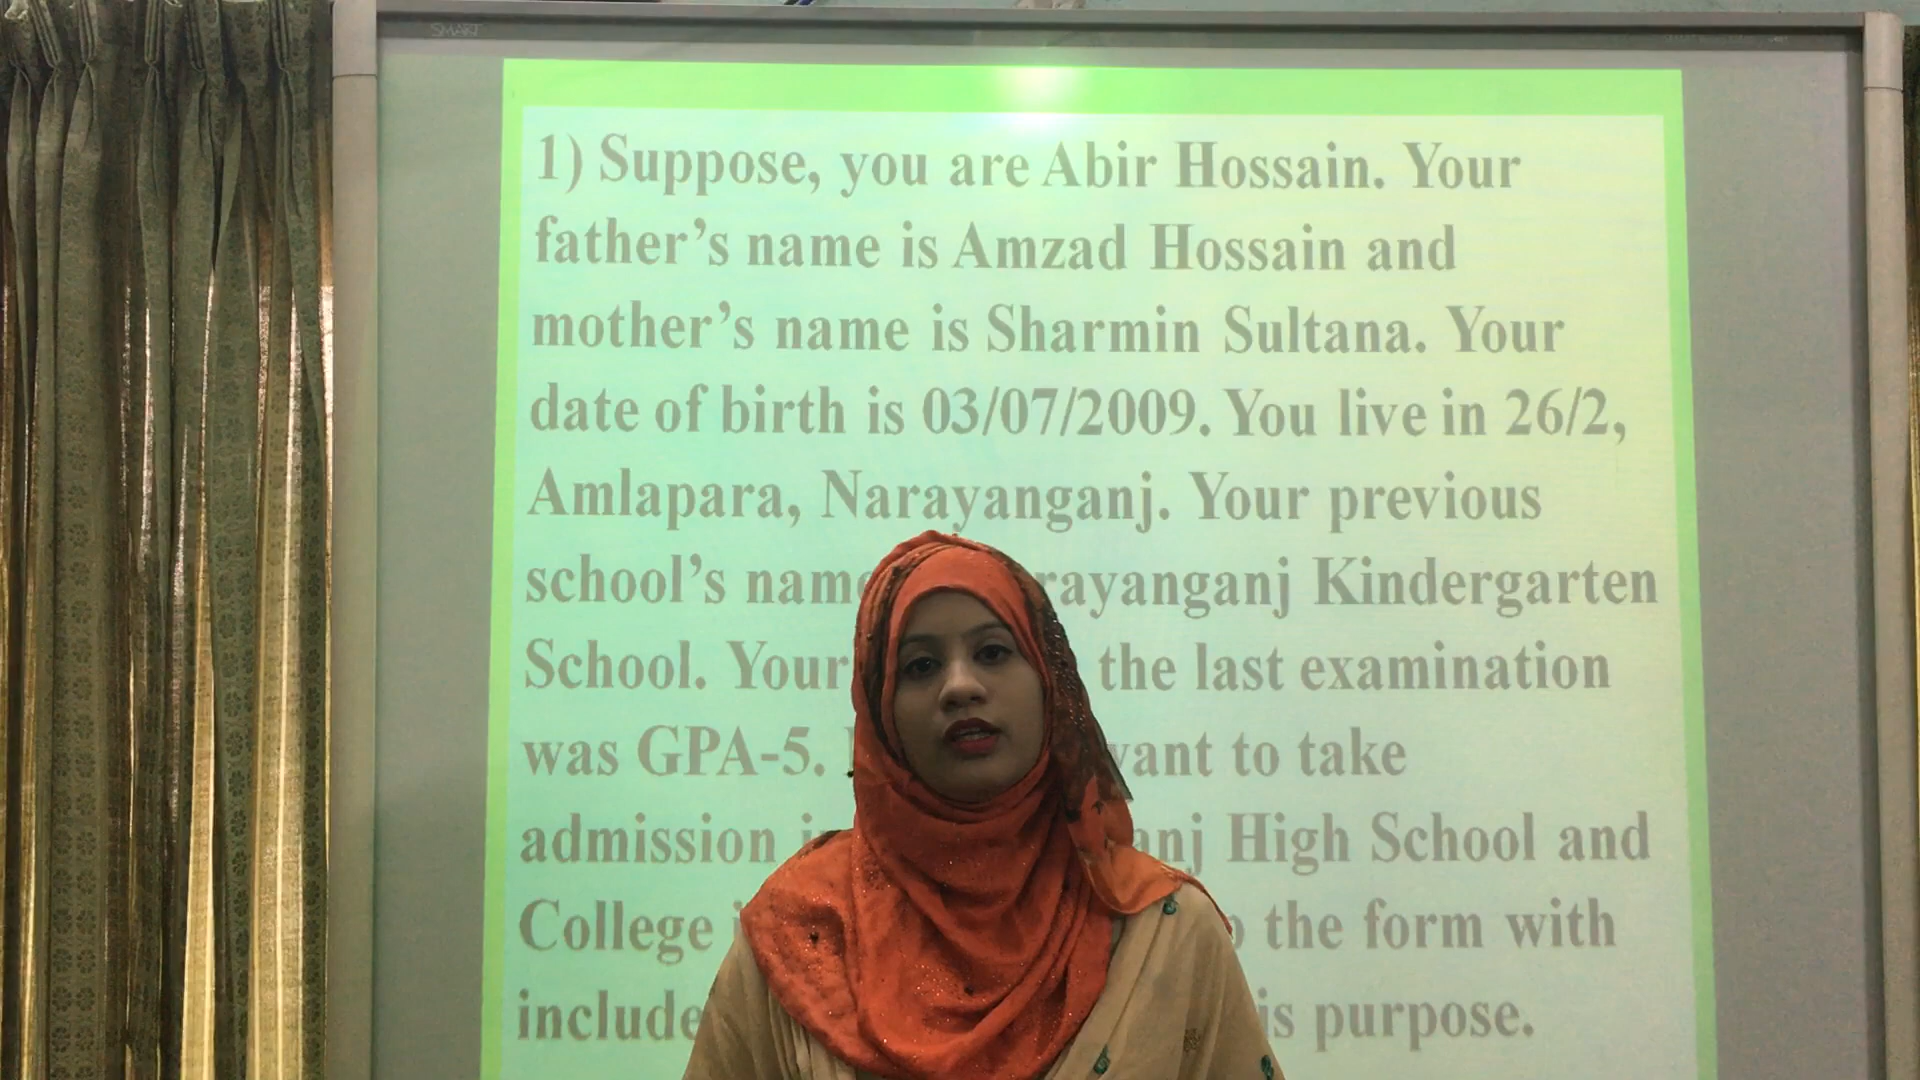 SMART
1) Suppose, you are Abir Hossain. Your
father's name is Amzad Hossain and
mother's name is Sharmin Sultana. Your
date of birth is 03/07/2009. You live in 26/2,
Amlapara, Narayanganj. Your previous
school's name Kindergarten
School. Your the last examination
was GPA-5. want to take
admission High School and
College the form with
include purpose.